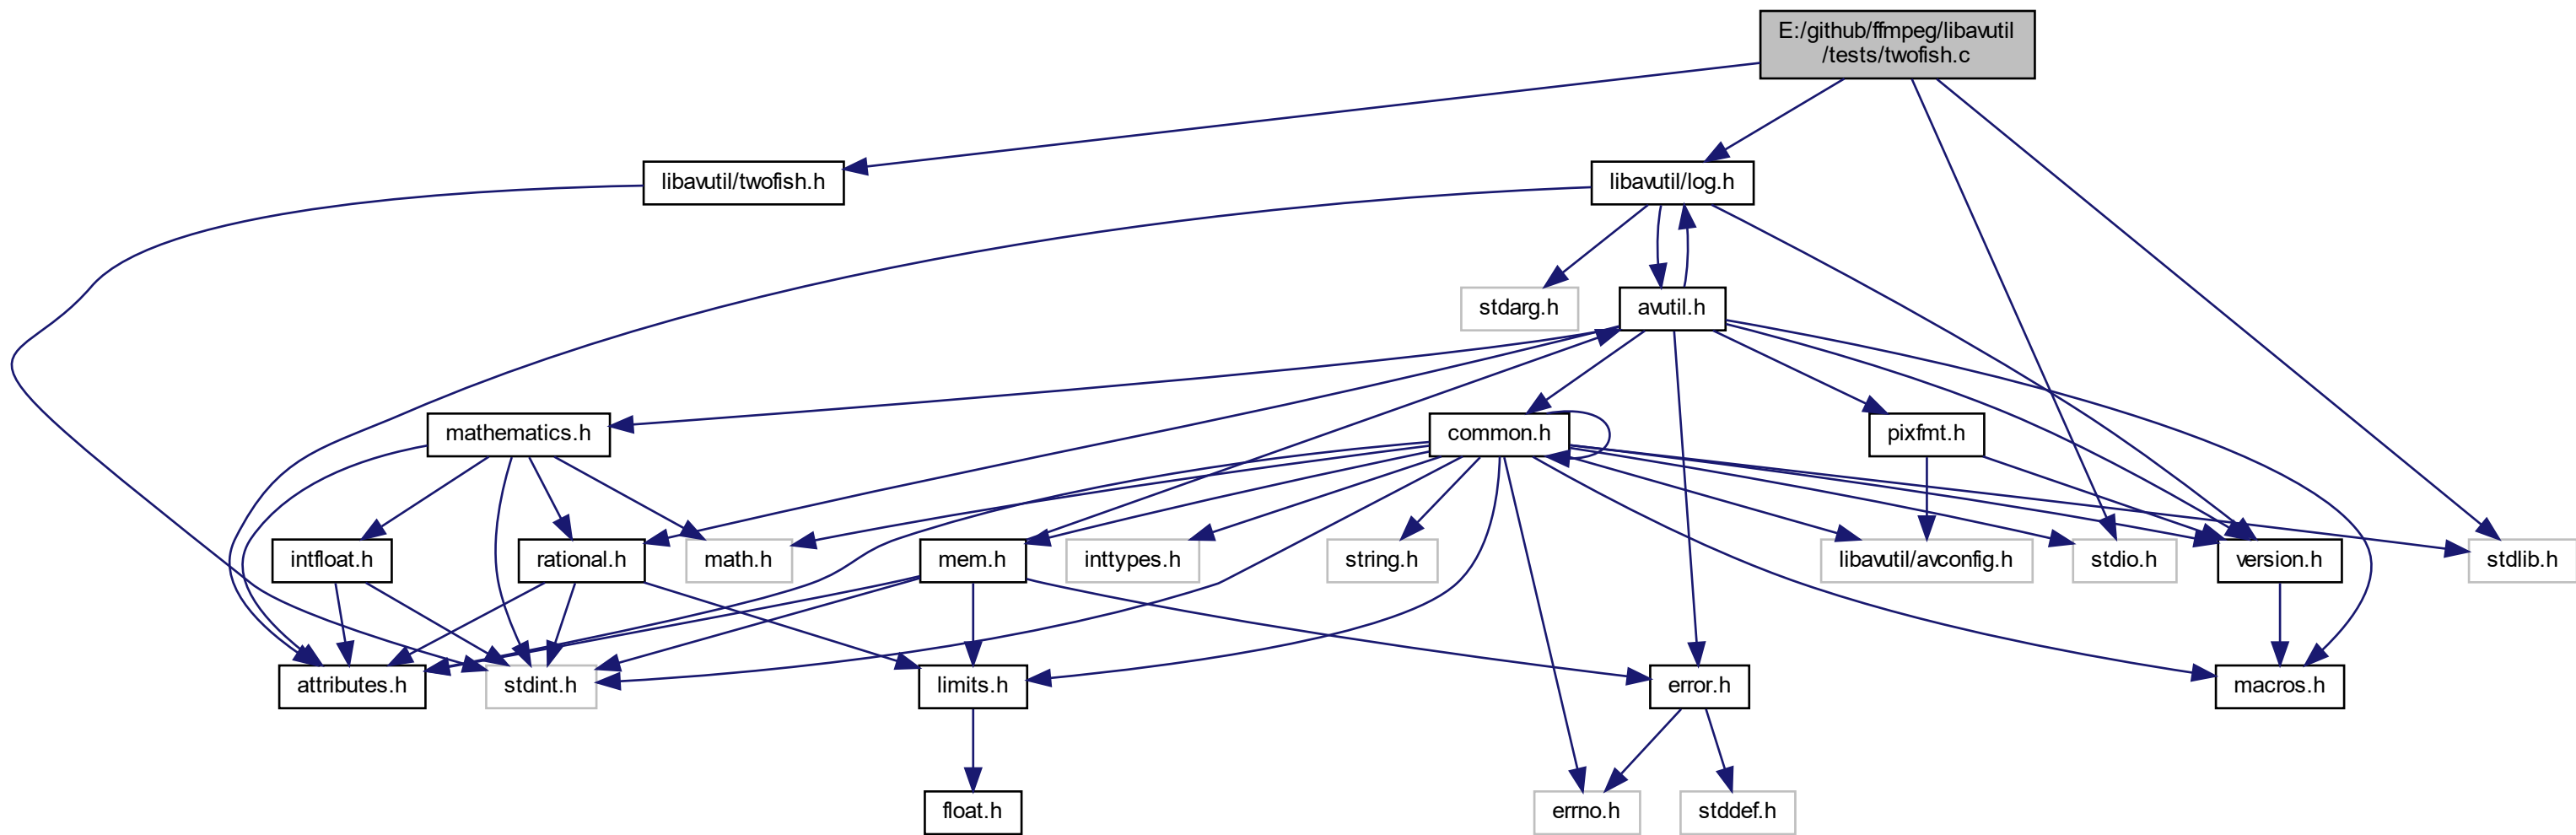 E:/github/ffmpeg/libavutil
/tests/twofish.c
libavutil/twofish.h
libavutil/log.h
stdarg.h
avutil.h
mathematics.h
common.h
pixfmt.h
intfloat.h
rational.h
math.h
mem.h
inttypes.h
string.h
libavutil/avconfig.h
stdio.h
version.h
stdlib.h
attributes.h
stdint.h
limits.h
error.h
macros.h
float.h
errno.h
stddef.h